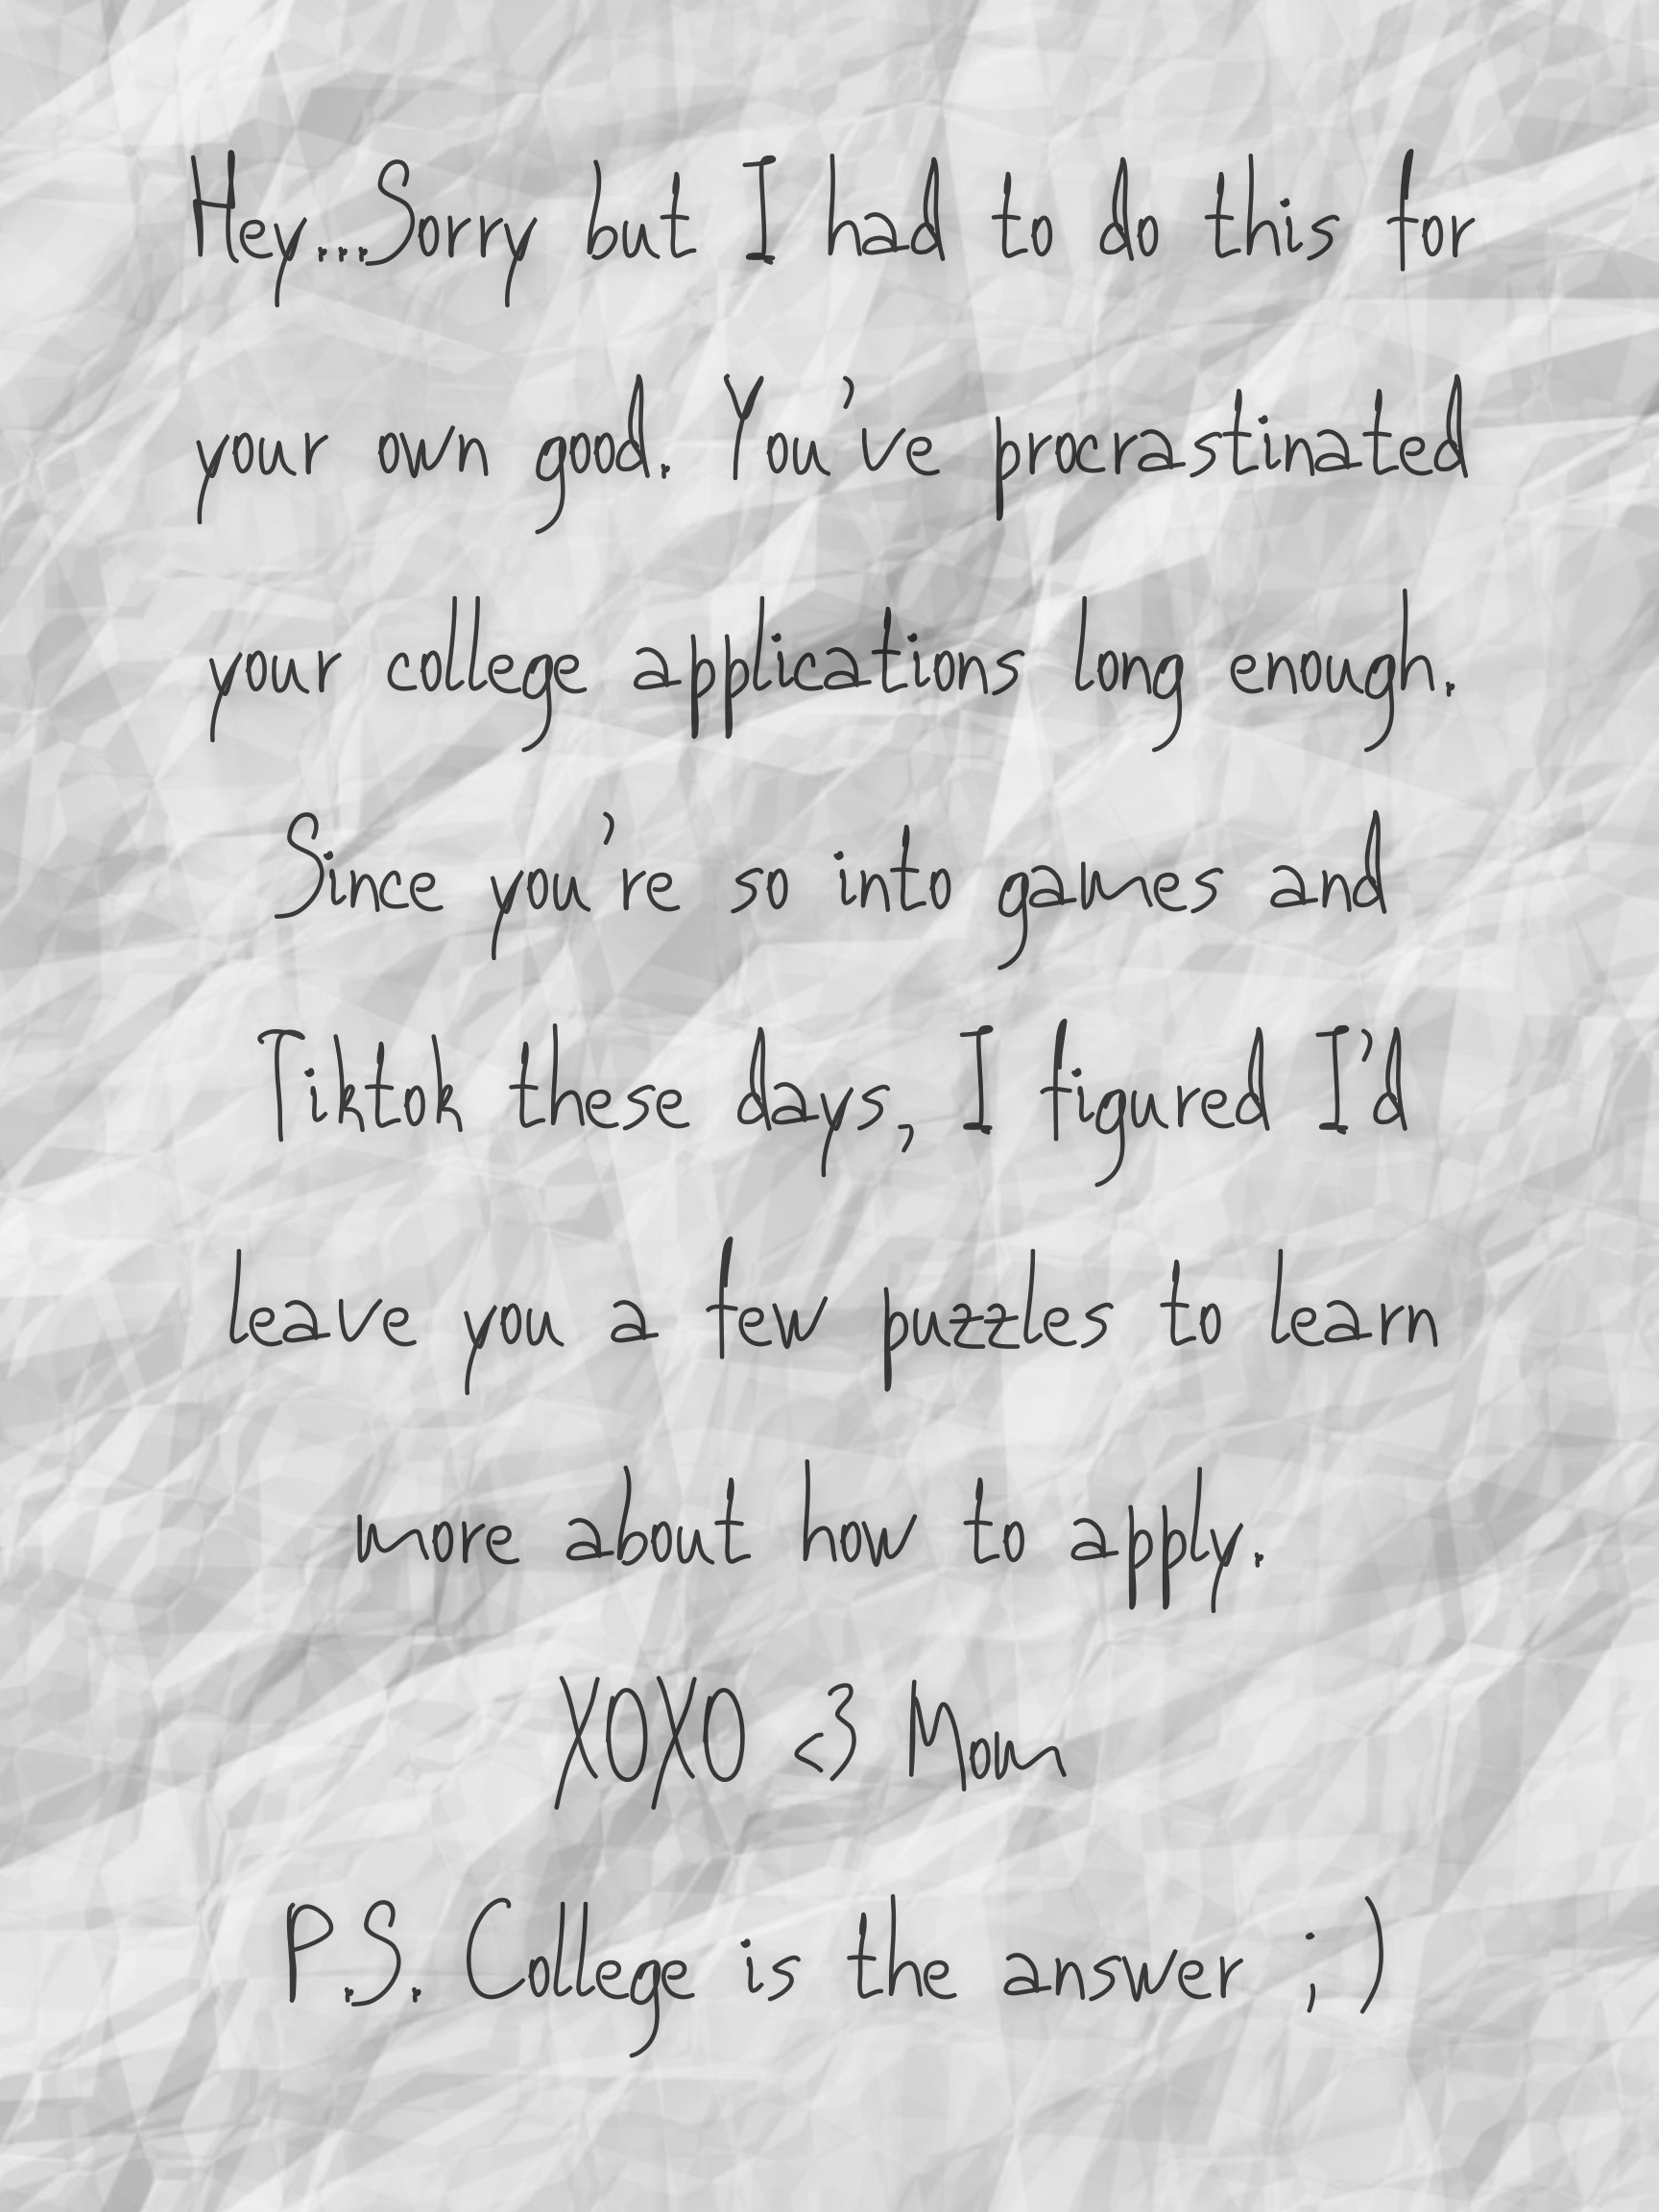 Hey...Sorry but I had to do this for
your own good. You've procrastinated
your college applications long enough.
Since you're so into games and
Tiktok these days, I figured I'd
leave you a few puzzles to learn
more about how to apply.
XOXO <3 Mom
P.S. College is the answer ;)